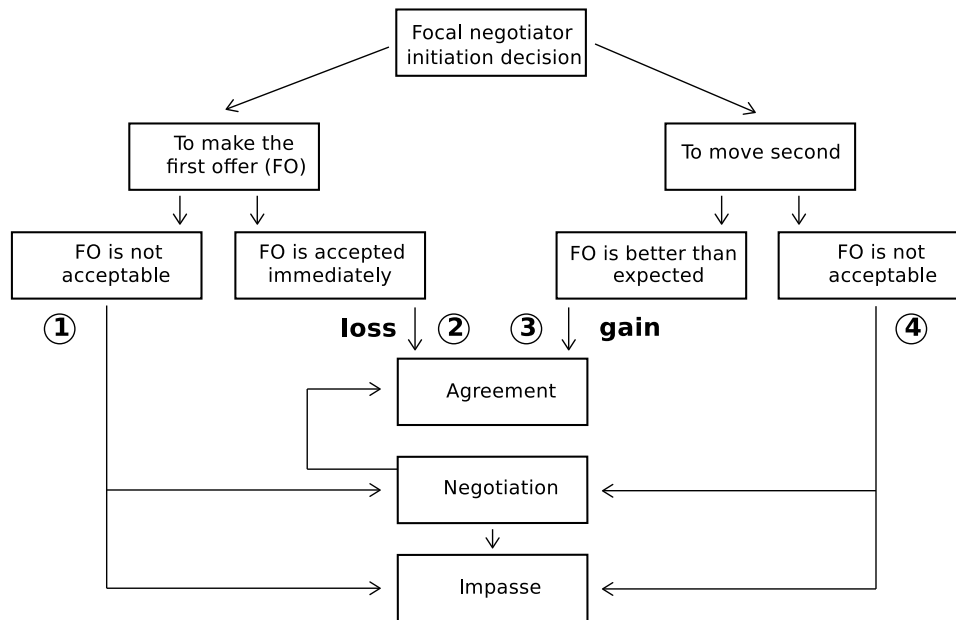 Focal negotiator
initiation decision
To make the
first offer (FO)
To move second
FO is not
acceptable
FO is accepted
immediately
FO is better than
expected
FO is not
acceptable
1
loss
2
3
gain
4
Agreement
Negotiation
Impasse